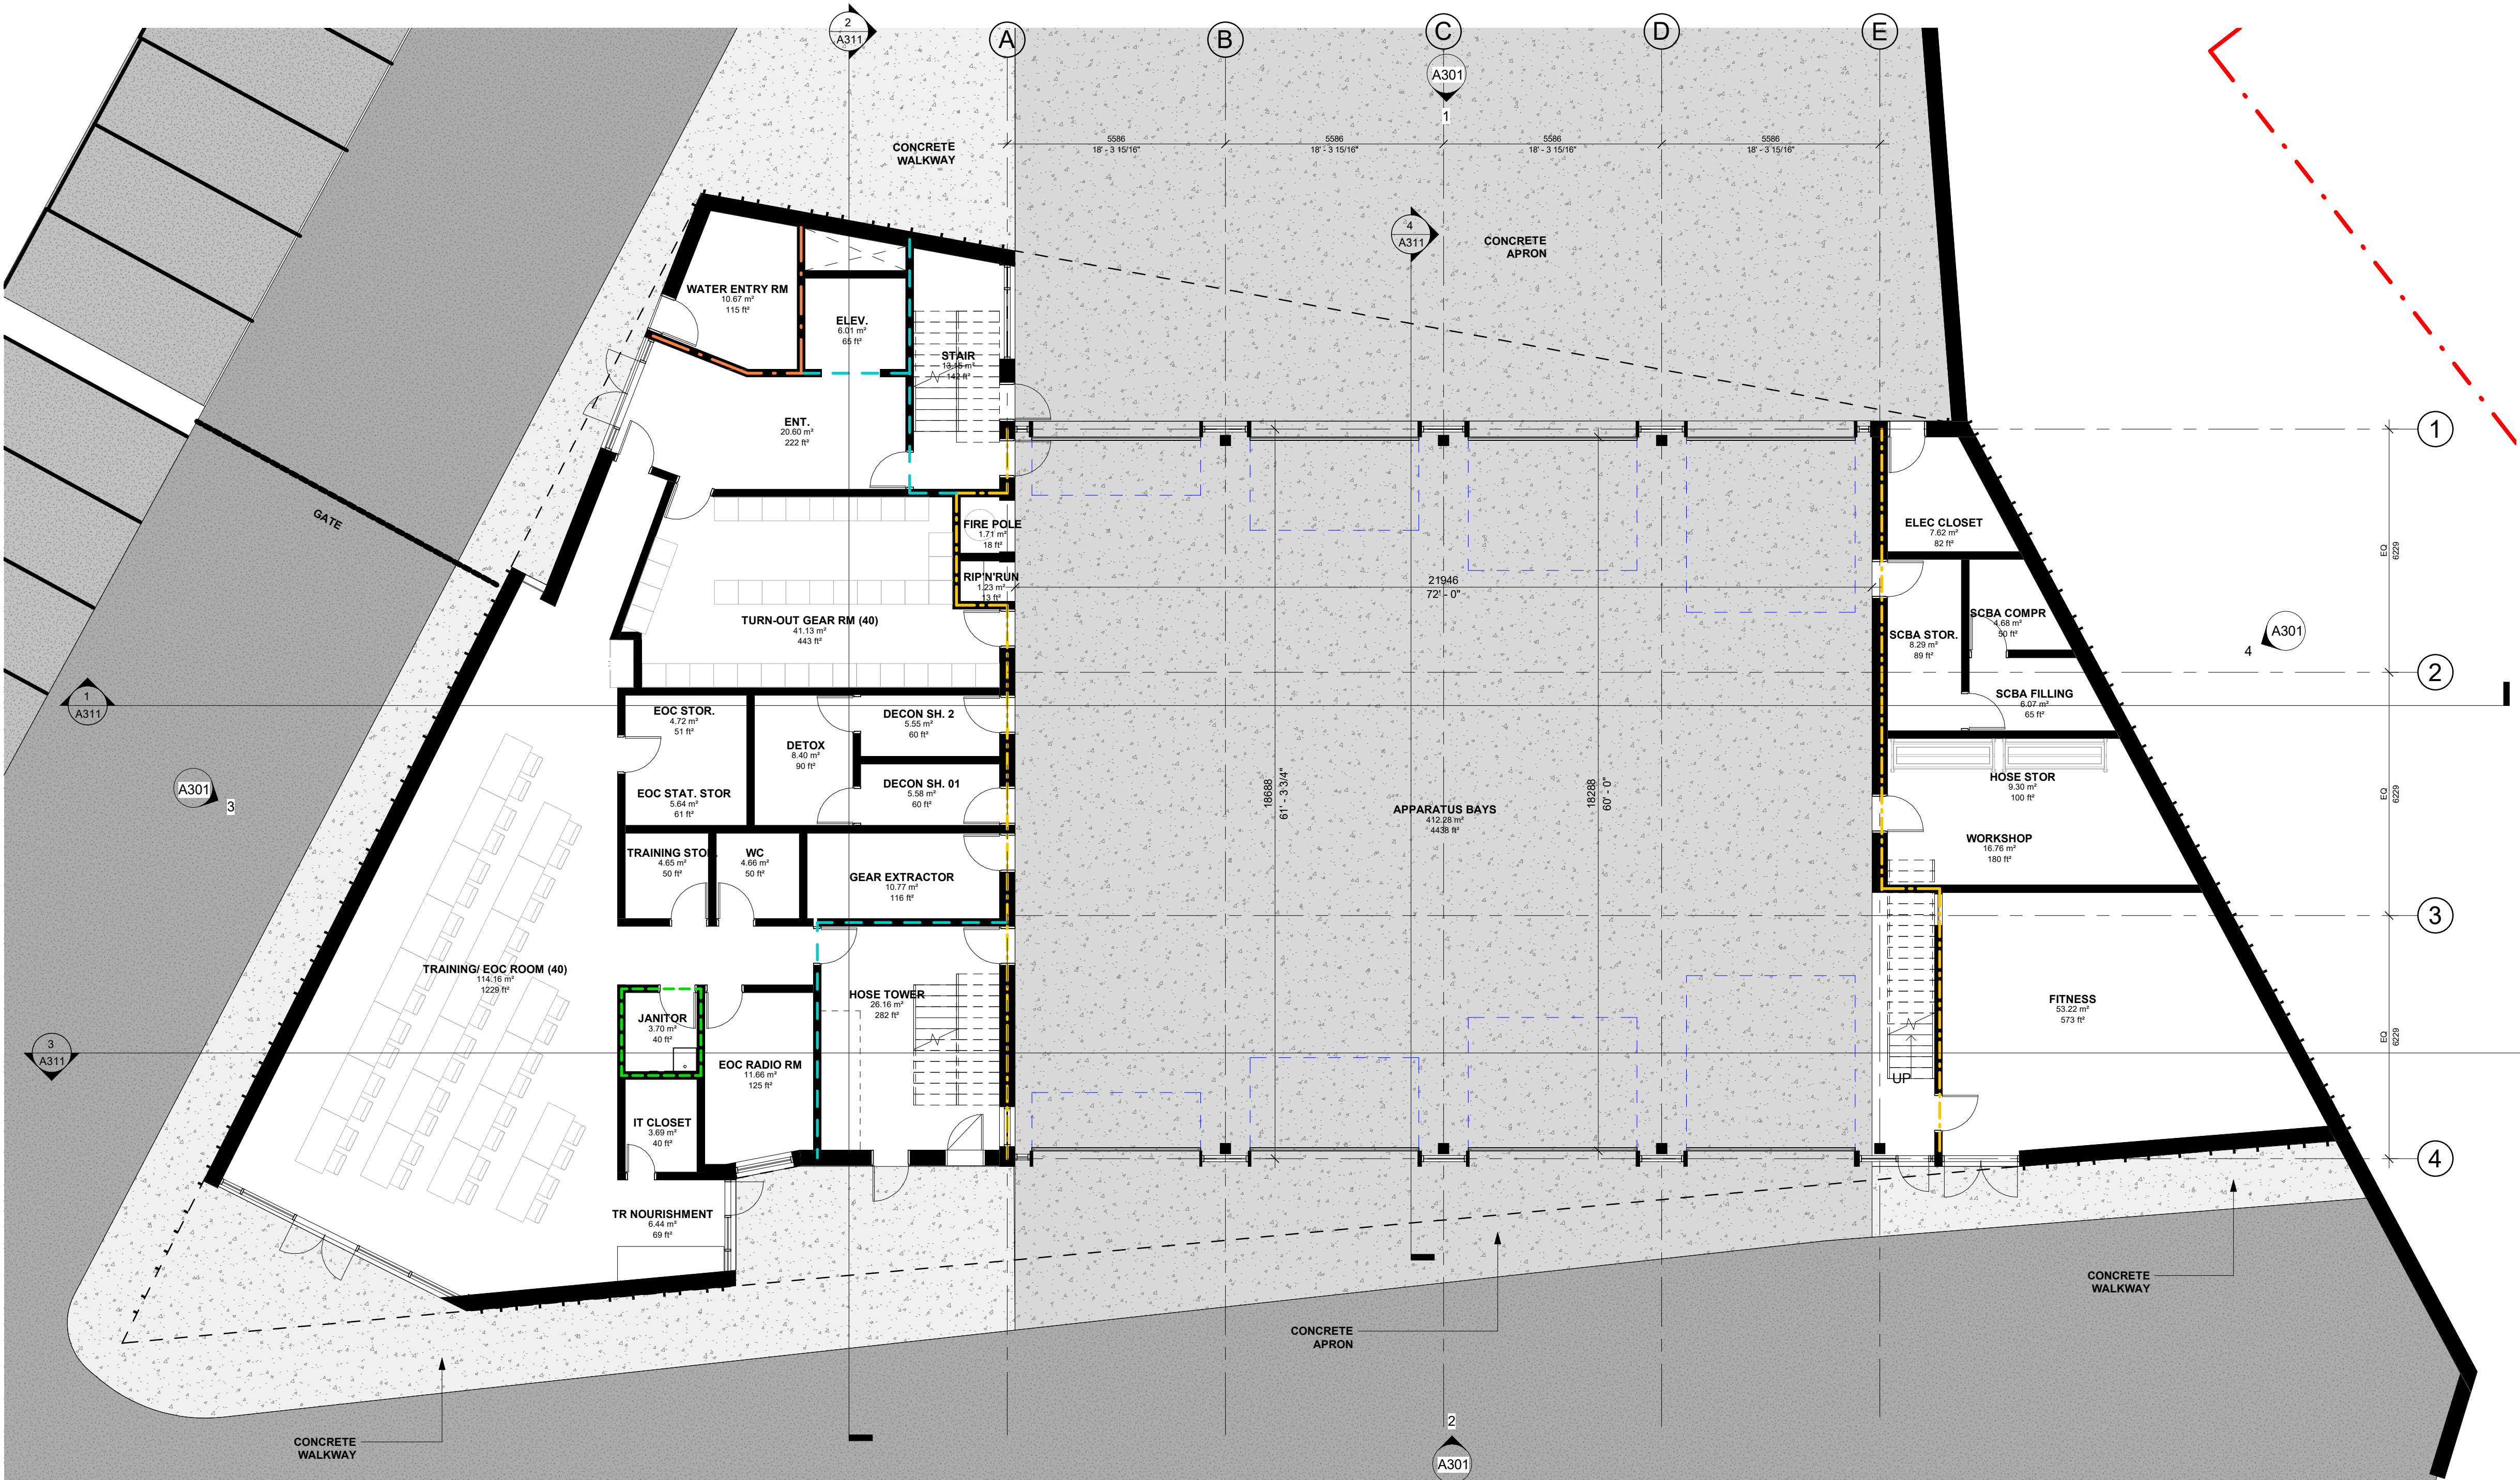 2
A311
A
B
C
D
E
A301
1
5586
18' - 3 15/16"
5586
18' - 3 15/16"
5586
18' - 3 15/16"
5586
18' - 3 15/16"
CONCRETE
WALKWAY
4
A311
CONCRETE
APRON
WATER ENTRY RM
10.67 m²
115 ft²
ELEV.
6.01 m²
65 ft²
STAIR
13.15 m²
142 ft²
ENT.
20.60 m²
222 ft²
1
GATE
FIRE POLE
1.71 m²
18 ft²
RIP'N'RUN
1.23 m²
13 ft²
TURN-OUT GEAR RM (40)
41.13 m²
443 ft²
21946
72' - 0"
ELEC CLOSET
7.62 m²
82 ft²
EQ
6229
SCBA COMPR
4.68 m²
50 ft²
SCBA STOR.
8.29 m²
89 ft²
A301
4
2
1
A311
SCBA FILLING
6.07 m²
65 ft²
EOC STOR.
4.72 m²
51 ft²
DECON SH. 2
5.55 m²
60 ft²
DETOX
8.40 m²
90 ft²
A301
3
EOC STAT. STOR
5.64 m²
61 ft²
DECON SH. 01
5.58 m²
60 ft²
18688
61' - 3 3/4"
18288
60' - 0"
APPARATUS BAYS
412.28 m²
4438 ft²
HOSE STOR
9.30 m²
100 ft²
EQ
6229
WORKSHOP
16.76 m²
180 ft²
TRAINING STO
4.65 m²
50 ft²
WC
4.66 m²
50 ft²
GEAR EXTRACTOR
10.77 m²
116 ft²
3
TRAINING/ EOC ROOM (40)
114.16 m²
1229 ft²
HOSE TOWER
26.16 m²
282 ft²
FITNESS
53.22 m²
573 ft²
JANITOR
3.70 m²
40 ft²
EQ
6229
3
A311
EOC RADIO RM
11.66 m²
125 ft²
UP
IT CLOSET
3.69 m²
40 ft²
4
TR NOURISHMENT
6.44 m²
69 ft²
CONCRETE
WALKWAY
CONCRETE
APRON
CONCRETE
WALKWAY
2
A301